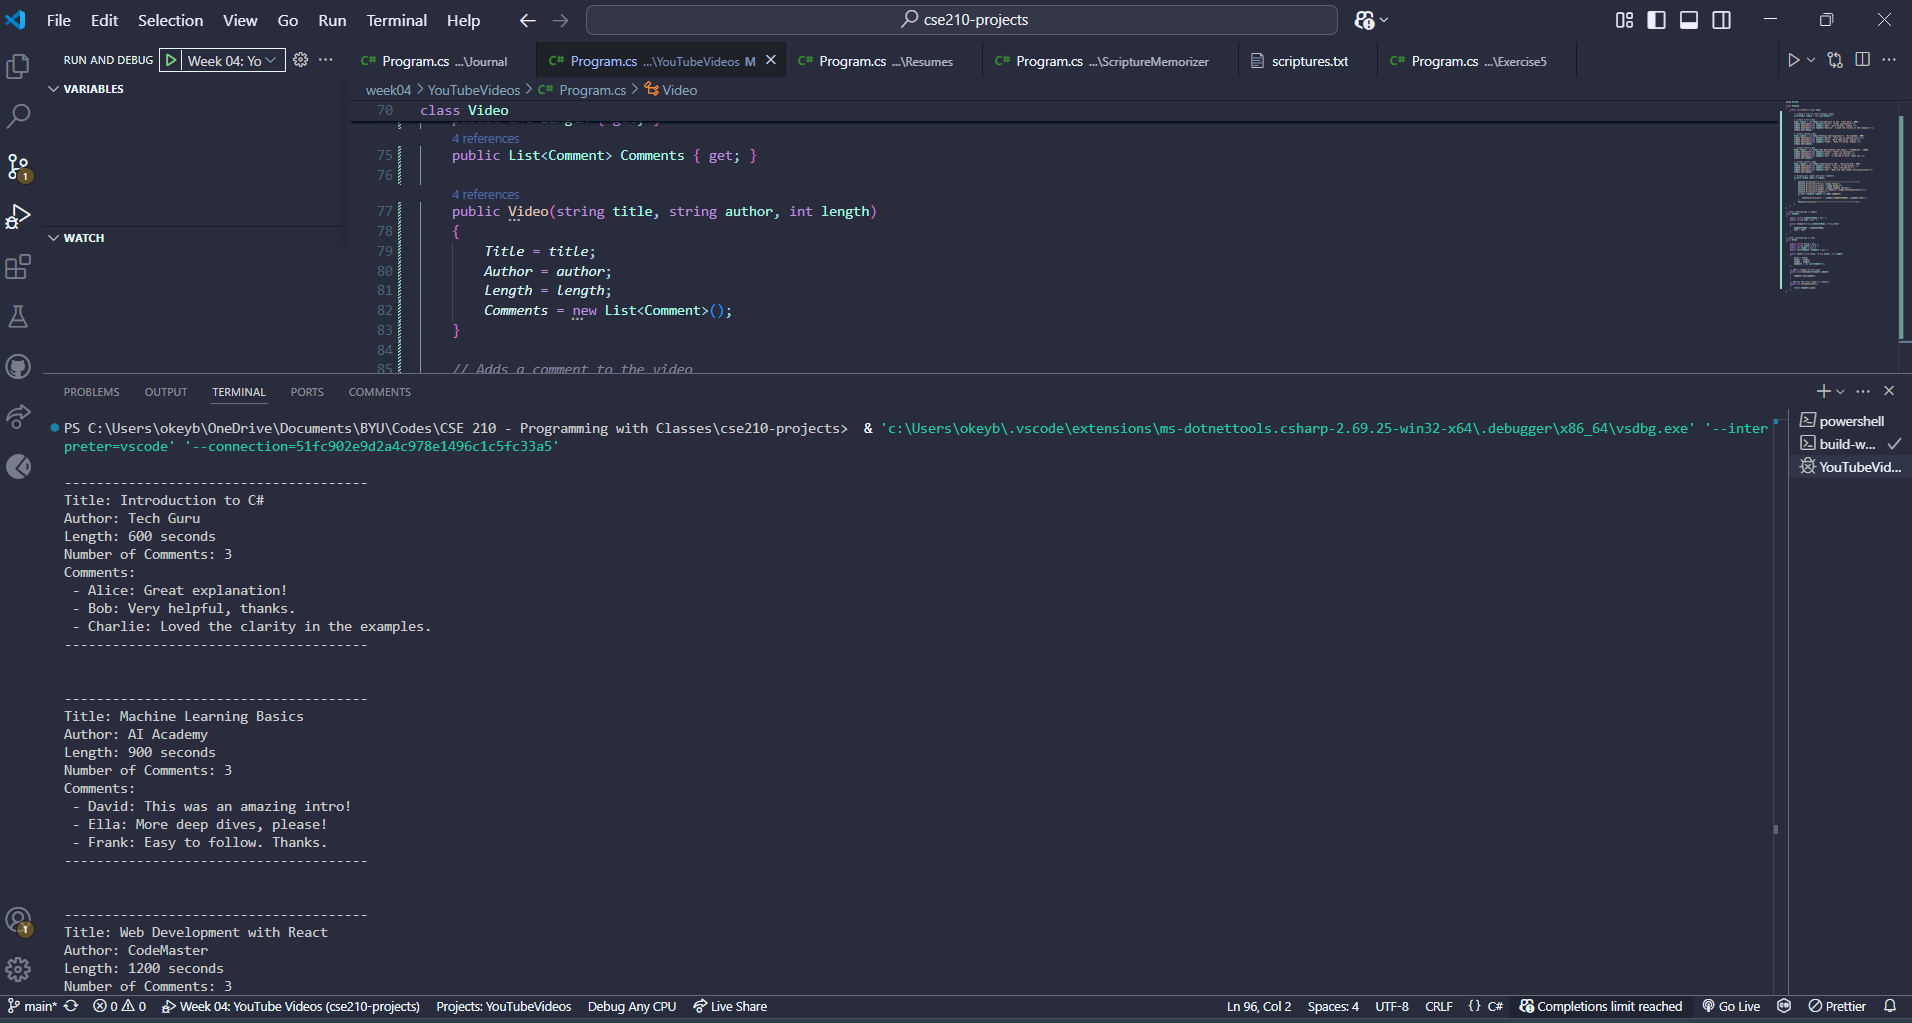 File Edit Selection View Go Run Terminal Help
cse210-projects
RUN AND DEBUG Week 04: Yo
Program.cs ...\Journal
Program.cs ...\YouTubeVideos M
Program.cs ...\Resumes
Program.cs ...\ScriptureMemorizer
scriptures.txt
Program.cs ...\Exercise5
VARIABLES
WATCH
week04 > YouTubeVideos > C# Program.cs > Video
70 class Video
4 references
75 public List<Comment> Comments { get; }
76
4 references
77 public Video(string title, string author, int length)
78 {
79 Title = title;
80 Author = author;
81 Length = length;
82 Comments = new List<Comment>();
83 }
84
85 // Adds a comment to the video
PROBLEMS OUTPUT TERMINAL PORTS COMMENTS
powershell
build-w...
YouTubeVid...
PS C:\Users\okeyb\OneDrive\Documents\BYU\Codes\CSE 210 - Programming with Classes\cse210-projects> & 'c:\Users\okeyb\.vscode\extensions\ms-dotnettools.csharp-2.69.25-win32-x64\.debugger\x86_64\vsdbg.exe' '--inter
preter=vscode' '--connection=51fc902e9d2a4c978e1496c1c5fc33a5'
--------------------------------------
Title: Introduction to C#
Author: Tech Guru
Length: 600 seconds
Number of Comments: 3
Comments:
- Alice: Great explanation!
- Bob: Very helpful, thanks.
- Charlie: Loved the clarity in the examples.
--------------------------------------
--------------------------------------
Title: Machine Learning Basics
Author: AI Academy
Length: 900 seconds
Number of Comments: 3
Comments:
- David: This was an amazing intro!
- Ella: More deep dives, please!
- Frank: Easy to follow. Thanks.
--------------------------------------
--------------------------------------
Title: Web Development with React
Author: CodeMaster
Length: 1200 seconds
Number of Comments: 3
main* 0 0 Week 04: YouTube Videos (cse210-projects) Projects: YouTubeVideos Debug Any CPU Live Share Ln 96, Col 2 Spaces: 4 UTF-8 CRLF {} C# Completions limit reached Go Live Prettier